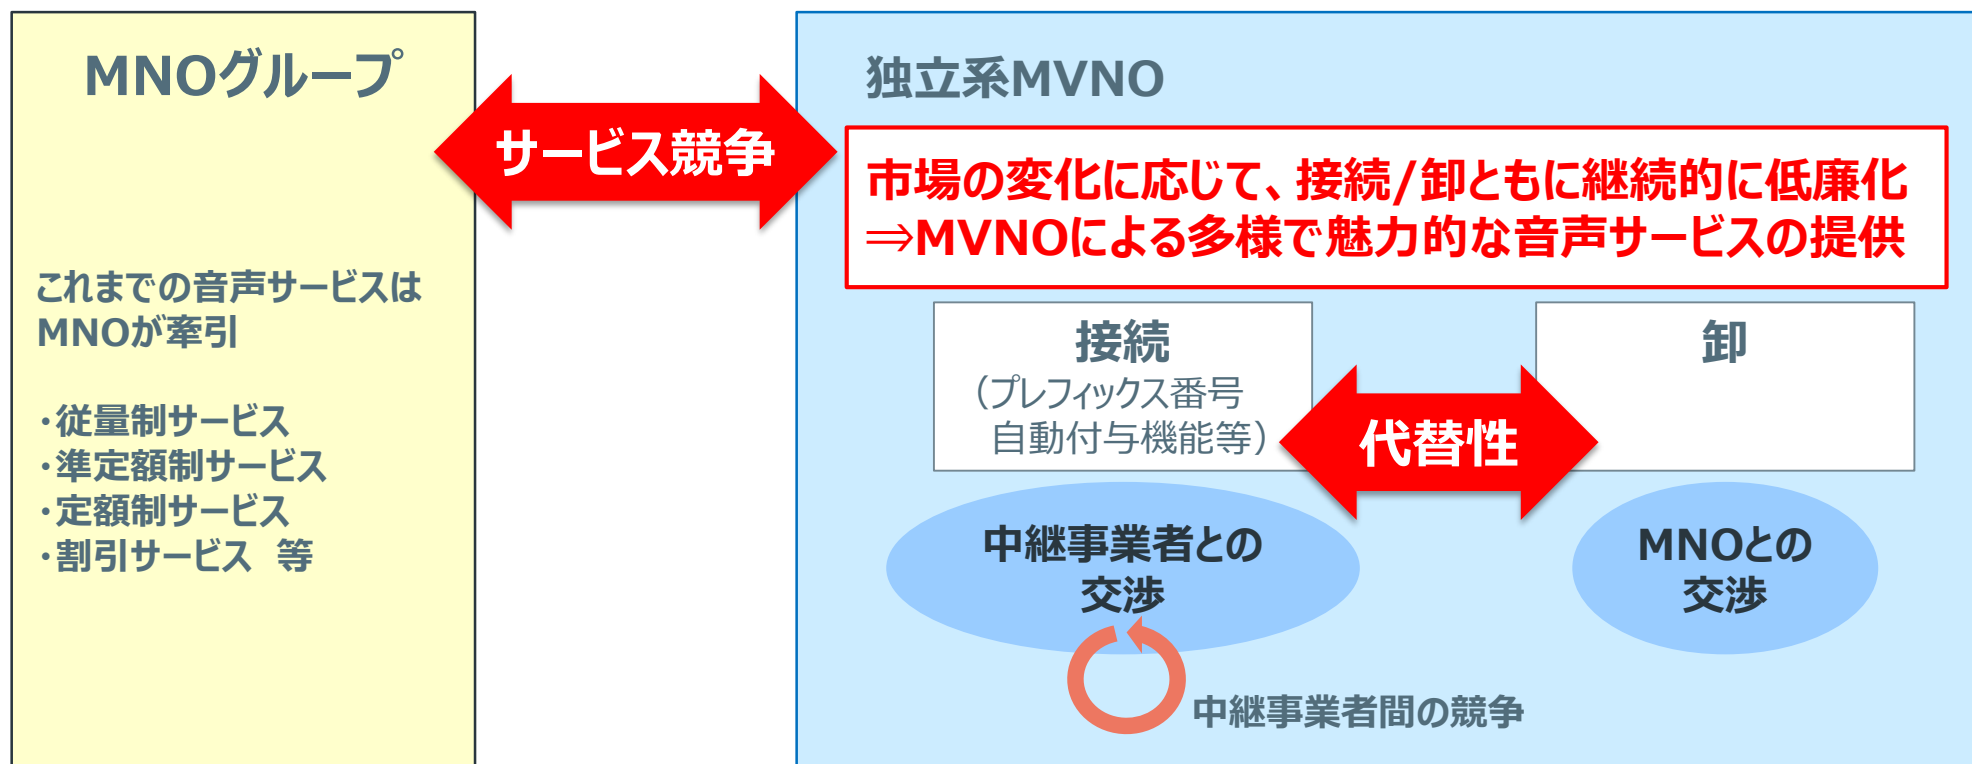 MNOグループ
これまでの音声サービスは
MNOが牽引
・従量制サービス
・準定額制サービス
・定額制サービス
・割引サービス 等
サービス競争
独立系MVNO
市場の変化に応じて、接続/卸ともに継続的に低廉化
⇒MVNOによる多様で魅力的な音声サービスの提供
接続
（プレフィックス番号
自動付与機能等）
代替性
卸
中継事業者との
交渉
MNOとの
交渉
中継事業者間の競争